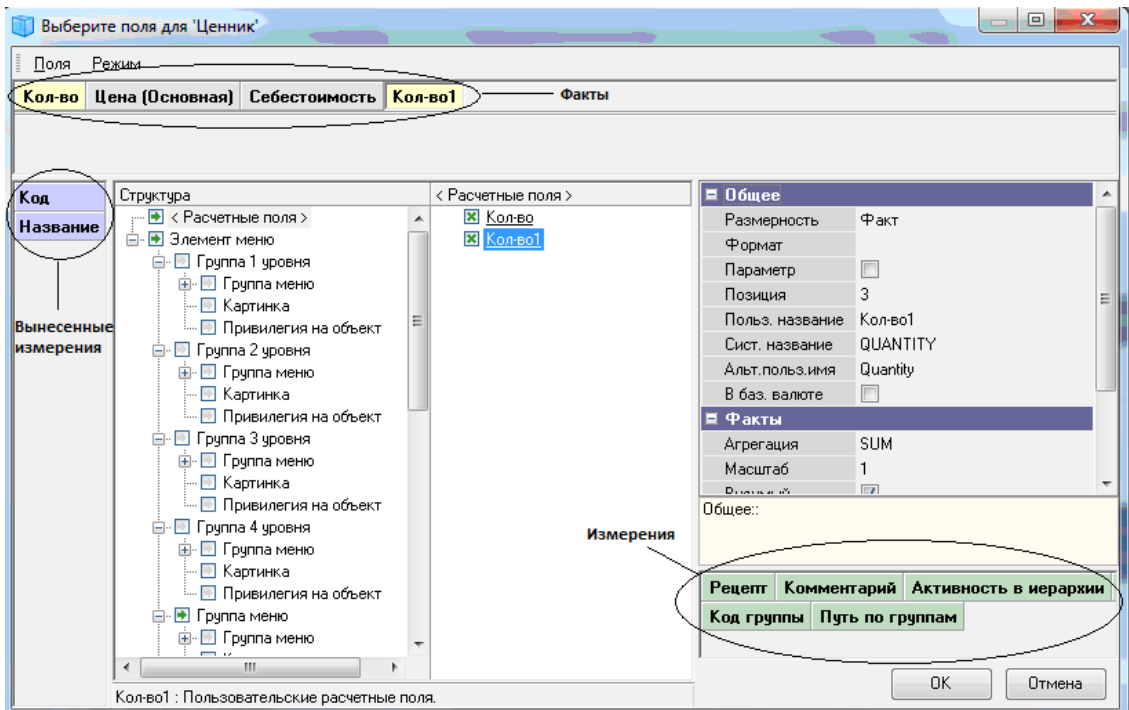 Выберите поля для 'Ценник'
Поля Режим
Кол-во Цена (Основная) Себестоимость Кол-во1 Факты
Код
Название
Вынесенные
измерения
Структура
< Расчетные поля >
Элемент меню
Группа 1 уровня
Группа меню
Картинка
Привилегия на объект
Группа 2 уровня
Группа меню
Картинка
Привилегия на объект
Группа 3 уровня
Группа меню
Картинка
Привилегия на объект
Группа 4 уровня
Группа меню
Картинка
Привилегия на объект
Группа меню
Группа меню
< Расчетные поля >
Кол-во
Кол-во1
Общее
Размерность Факт
Формат
Параметр
Позиция 3
Польз. название Кол-во1
Сист. название QUANTITY
Альт.польз.имя Quantity
В баз. валюте
Факты
Агрегация SUM
Масштаб 1
Видимый
Общее::
Измерения
Рецепт Комментарий Активность в иерархии
Код группы Путь по группам
OK Отмена
Кол-во1 : Пользовательские расчетные поля.